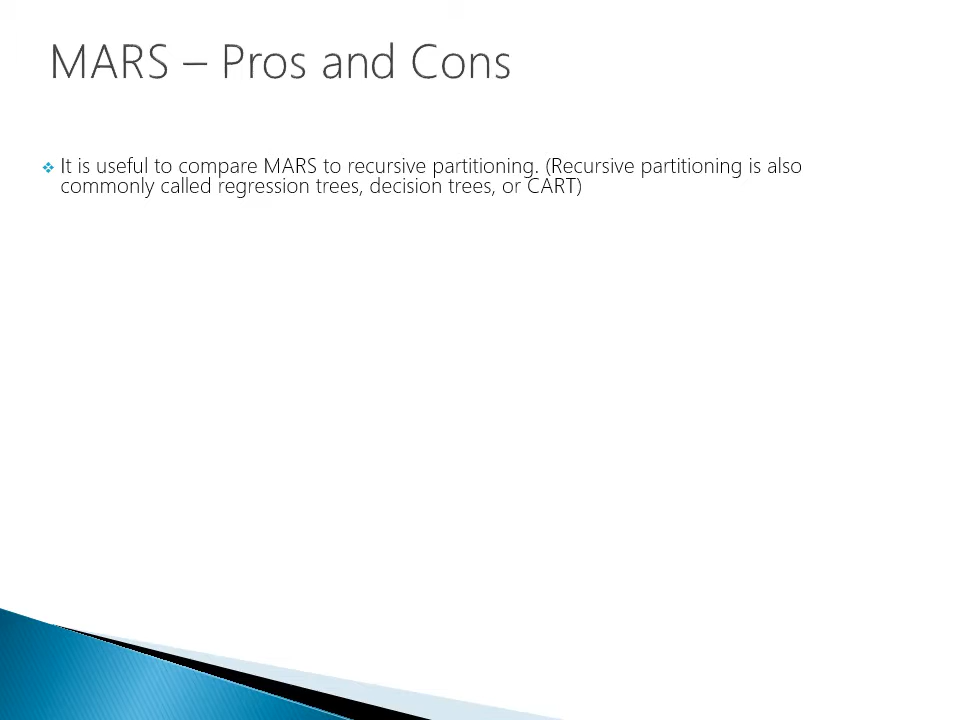 MARS – Pros and Cons
It is useful to compare MARS to recursive partitioning. (Recursive partitioning is also
commonly called regression trees, decision trees, or CART)